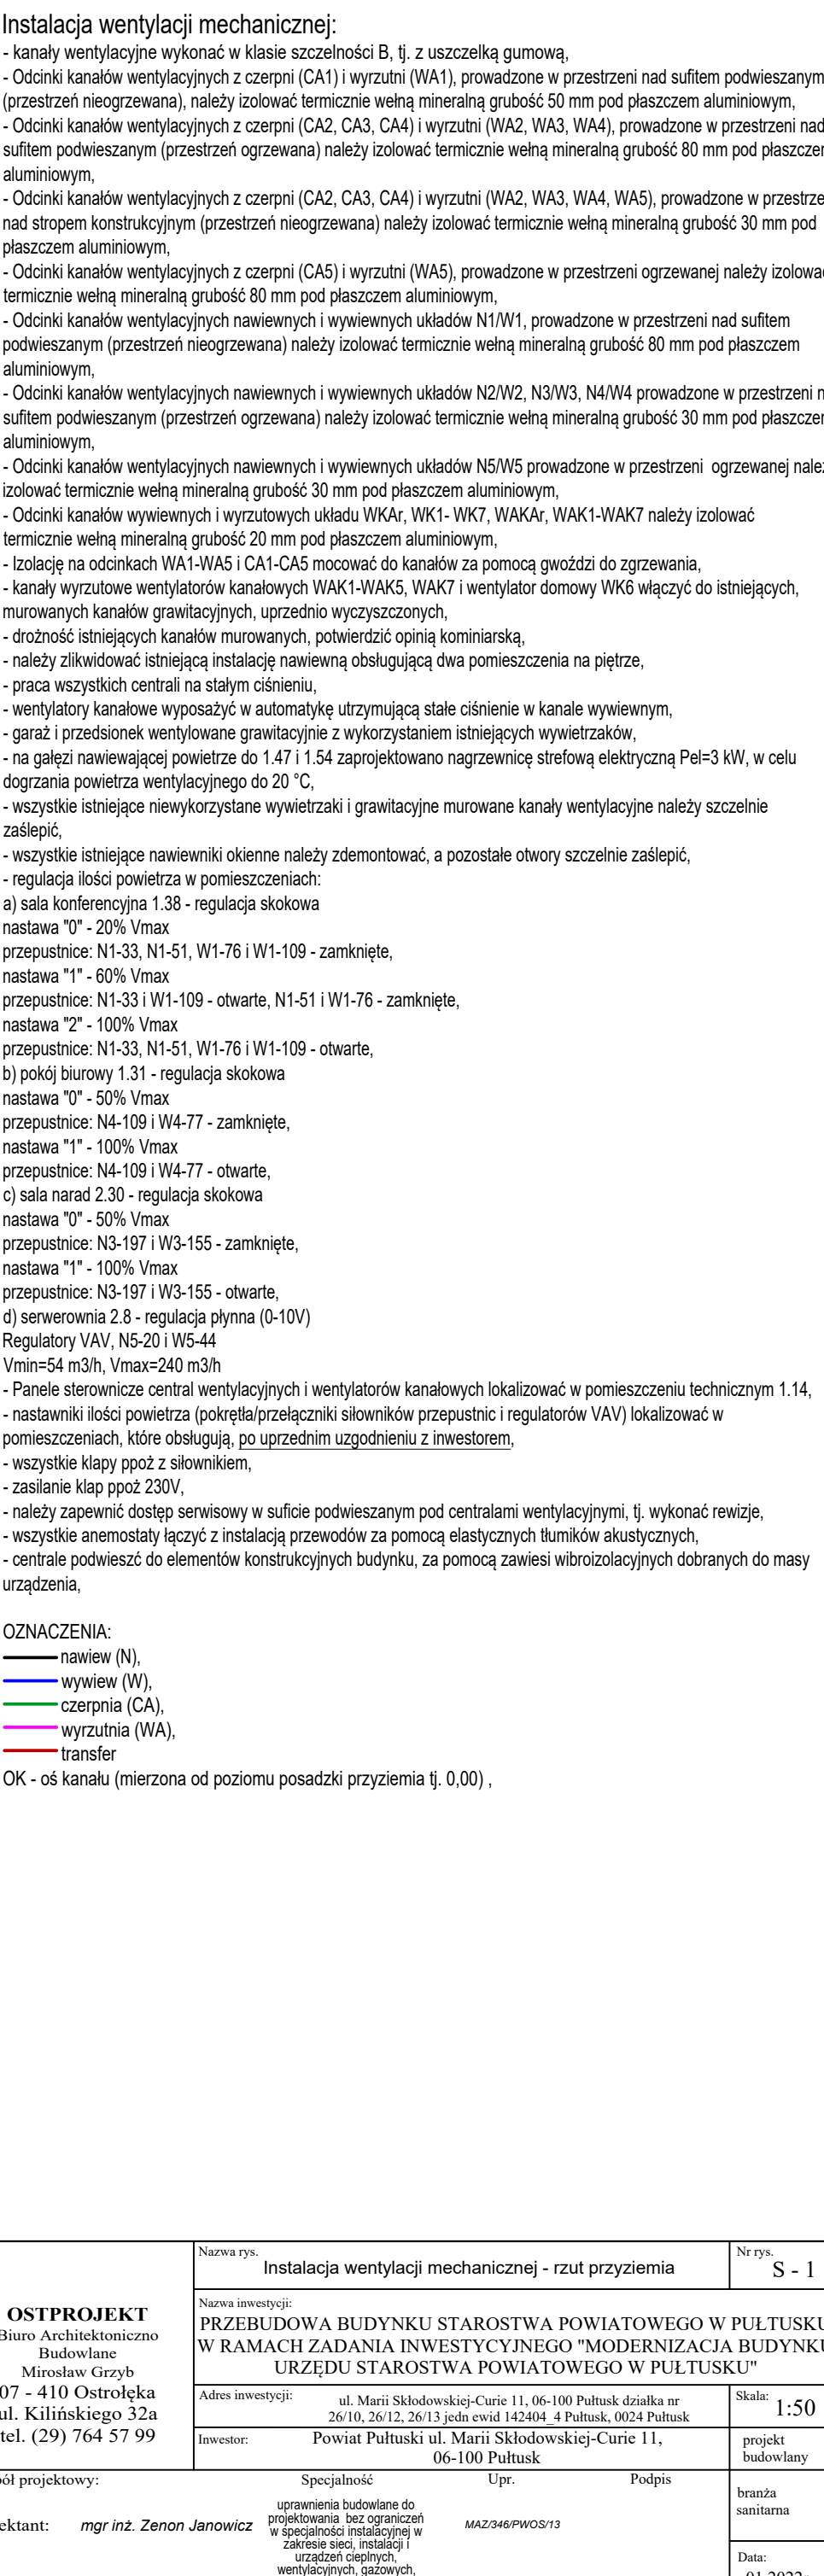 Instalacja wentylacji mechanicznej:
- kanały wentylacyjne wykonać w klasie szczelności B, tj. z uszczelką gumową,
- Odcinki kanałów wentylacyjnych z czerpni (CA1) i wyrzutni (WA1), prowadzone w przestrzeni nad sufitem podwieszanym
(przestrzeń nieogrzewana), należy izolować termicznie wełną mineralną grubość 50 mm pod płaszczem aluminiowym,
- Odcinki kanałów wentylacyjnych z czerpni (CA2, CA3, CA4) i wyrzutni (WA2, WA3, WA4), prowadzone w przestrzeni nad
sufitem podwieszanym (przestrzeń ogrzewana) należy izolować termicznie wełną mineralną grubość 80 mm pod płaszczem
aluminiowym,
- Odcinki kanałów wentylacyjnych z czerpni (CA2, CA3, CA4) i wyrzutni (WA2, WA3, WA4, WA5), prowadzone w przestrze
nad stropem konstrukcyjnym (przestrzeń nieogrzewana) należy izolować termicznie wełną mineralną grubość 30 mm pod
płaszczem aluminiowym,
- Odcinki kanałów wentylacyjnych z czerpni (CA5) i wyrzutni (WA5), prowadzone w przestrzeni ogrzewanej należy izolować
termicznie wełną mineralną grubość 80 mm pod płaszczem aluminiowym,
- Odcinki kanałów wentylacyjnych nawiewnych i wywiewnych układów N1/W1, prowadzone w przestrzeni nad sufitem
podwieszanym (przestrzeń nieogrzewana) należy izolować termicznie wełną mineralną grubość 80 mm pod płaszczem
aluminiowym,
- Odcinki kanałów wentylacyjnych nawiewnych i wywiewnych układów N2/W2, N3/W3, N4/W4 prowadzone w przestrzeni n
sufitem podwieszanym (przestrzeń ogrzewana) należy izolować termicznie wełną mineralną grubość 30 mm pod płaszczem
aluminiowym,
- Odcinki kanałów wentylacyjnych nawiewnych i wywiewnych układów N5/W5 prowadzone w przestrzeni  ogrzewanej należ
izolować termicznie wełną mineralną grubość 30 mm pod płaszczem aluminiowym,
- Odcinki kanałów wywiewnych i wyrzutowych układu WKAr, WK1- WK7, WAKAr, WAK1-WAK7 należy izolować
termicznie wełną mineralną grubość 20 mm pod płaszczem aluminiowym,
- Izolację na odcinkach WA1-WA5 i CA1-CA5 mocować do kanałów za pomocą gwoździ do zgrzewania,
- kanały wyrzutowe wentylatorów kanałowych WAK1-WAK5, WAK7 i wentylator domowy WK6 włączyć do istniejących,
murowanych kanałów grawitacyjnych, uprzednio wyczyszczonych,
- drożność istniejących kanałów murowanych, potwierdzić opinią kominiarską,
- należy zlikwidować istniejącą instalację nawiewną obsługującą dwa pomieszczenia na piętrze,
- praca wszystkich centrali na stałym ciśnieniu,
- wentylatory kanałowe wyposażyć w automatykę utrzymującą stałe ciśnienie w kanale wywiewnym,
- garaż i przedsionek wentylowane grawitacyjnie z wykorzystaniem istniejących wywietrzaków,
- na gałęzi nawiewającej powietrze do 1.47 i 1.54 zaprojektowano nagrzewnicę strefową elektryczną Pel=3 kW, w celu
dogrzania powietrza wentylacyjnego do 20 °C,
- wszystkie istniejące niewykorzystane wywietrzaki i grawitacyjne murowane kanały wentylacyjne należy szczelnie
zaślepić,
- wszystkie istniejące nawiewniki okienne należy zdemontować, a pozostałe otwory szczelnie zaślepić,
- regulacja ilości powietrza w pomieszczeniach:
a) sala konferencyjna 1.38 - regulacja skokowa
nastawa "0" - 20% Vmax
przepustnice: N1-33, N1-51, W1-76 i W1-109 - zamknięte,
nastawa "1" - 60% Vmax
przepustnice: N1-33 i W1-109 - otwarte, N1-51 i W1-76 - zamknięte,
nastawa "2" - 100% Vmax
przepustnice: N1-33, N1-51, W1-76 i W1-109 - otwarte,
b) pokój biurowy 1.31 - regulacja skokowa
nastawa "0" - 50% Vmax
przepustnice: N4-109 i W4-77 - zamknięte,
nastawa "1" - 100% Vmax
przepustnice: N4-109 i W4-77 - otwarte,
c) sala narad 2.30 - regulacja skokowa
nastawa "0" - 50% Vmax
przepustnice: N3-197 i W3-155 - zamknięte,
nastawa "1" - 100% Vmax
przepustnice: N3-197 i W3-155 - otwarte,
d) serwerownia 2.8 - regulacja płynna (0-10V)
Regulatory VAV, N5-20 i W5-44
Vmin=54 m3/h, Vmax=240 m3/h
- Panele sterownicze central wentylacyjnych i wentylatorów kanałowych lokalizować w pomieszczeniu technicznym 1.14,
- nastawniki ilości powietrza (pokrętła/przełączniki siłowników przepustnic i regulatorów VAV) lokalizować w
pomieszczeniach, które obsługują, po uprzednim uzgodnieniu z inwestorem,
- wszystkie klapy ppoż z siłownikiem,
- zasilanie klap ppoż 230V,
- należy zapewnić dostęp serwisowy w suficie podwieszanym pod centralami wentylacyjnymi, tj. wykonać rewizje,
- wszystkie anemostaty łączyć z instalacją przewodów za pomocą elastycznych tłumików akustycznych,
- centrale podwiesźć do elementów konstrukcyjnych budynku, za pomocą zawiesi wibroizolacyjnych dobranych do masy
urządzenia,
OZNACZENIA:
nawiew (N),
wywiew (W),
czerpnia (CA),
wyrzutnia (WA),
transfer
OK - oś kanału (mierzona od poziomu posadzki przyziemia tj. 0,00) ,
Nazwa rys.
Instalacja wentylacji mechanicznej - rzut przyziemia
Nr rys.
S - 1
OSTPROJEKT
Biuro Architektoniczno
Budowlane
Mirosław Grzyb
07 - 410 Ostrołęka
ul. Kilińskiego 32a
tel. (29) 764 57 99
Nazwa inwestycji:
PRZEBUDOWA BUDYNKU STAROSTWA POWIATOWEGO W PUŁTUSKU
W RAMACH ZADANIA INWESTYCYJNEGO "MODERNIZACJA BUDYNKU
URZĘDU STAROSTWA POWIATOWEGO W PUŁTUSKU"
Adres inwestycji:
ul. Marii Skłodowskiej-Curie 11, 06-100 Pułtusk działka nr
26/10, 26/12, 26/13 jedn ewid 142404_4 Pułtusk, 0024 Pułtusk
Skala:
1:50
Inwestor:
Powiat Pułtuski ul. Marii Skłodowskiej-Curie 11,
06-100 Pułtusk
projekt
budowlany
pół projektowy:
Specjalność
Upr.
Podpis
ektant:
mgr inż. Zenon Janowicz
uprawnienia budowlane do
projektowania  bez ograniczeń
w specjalności instalacyjnej w
zakresie sieci, instalacji i
urządzeń cieplnych,
wentylacyjnych, gazowych,
MAZ/346/PWOS/13
branża
sanitarna
Data: